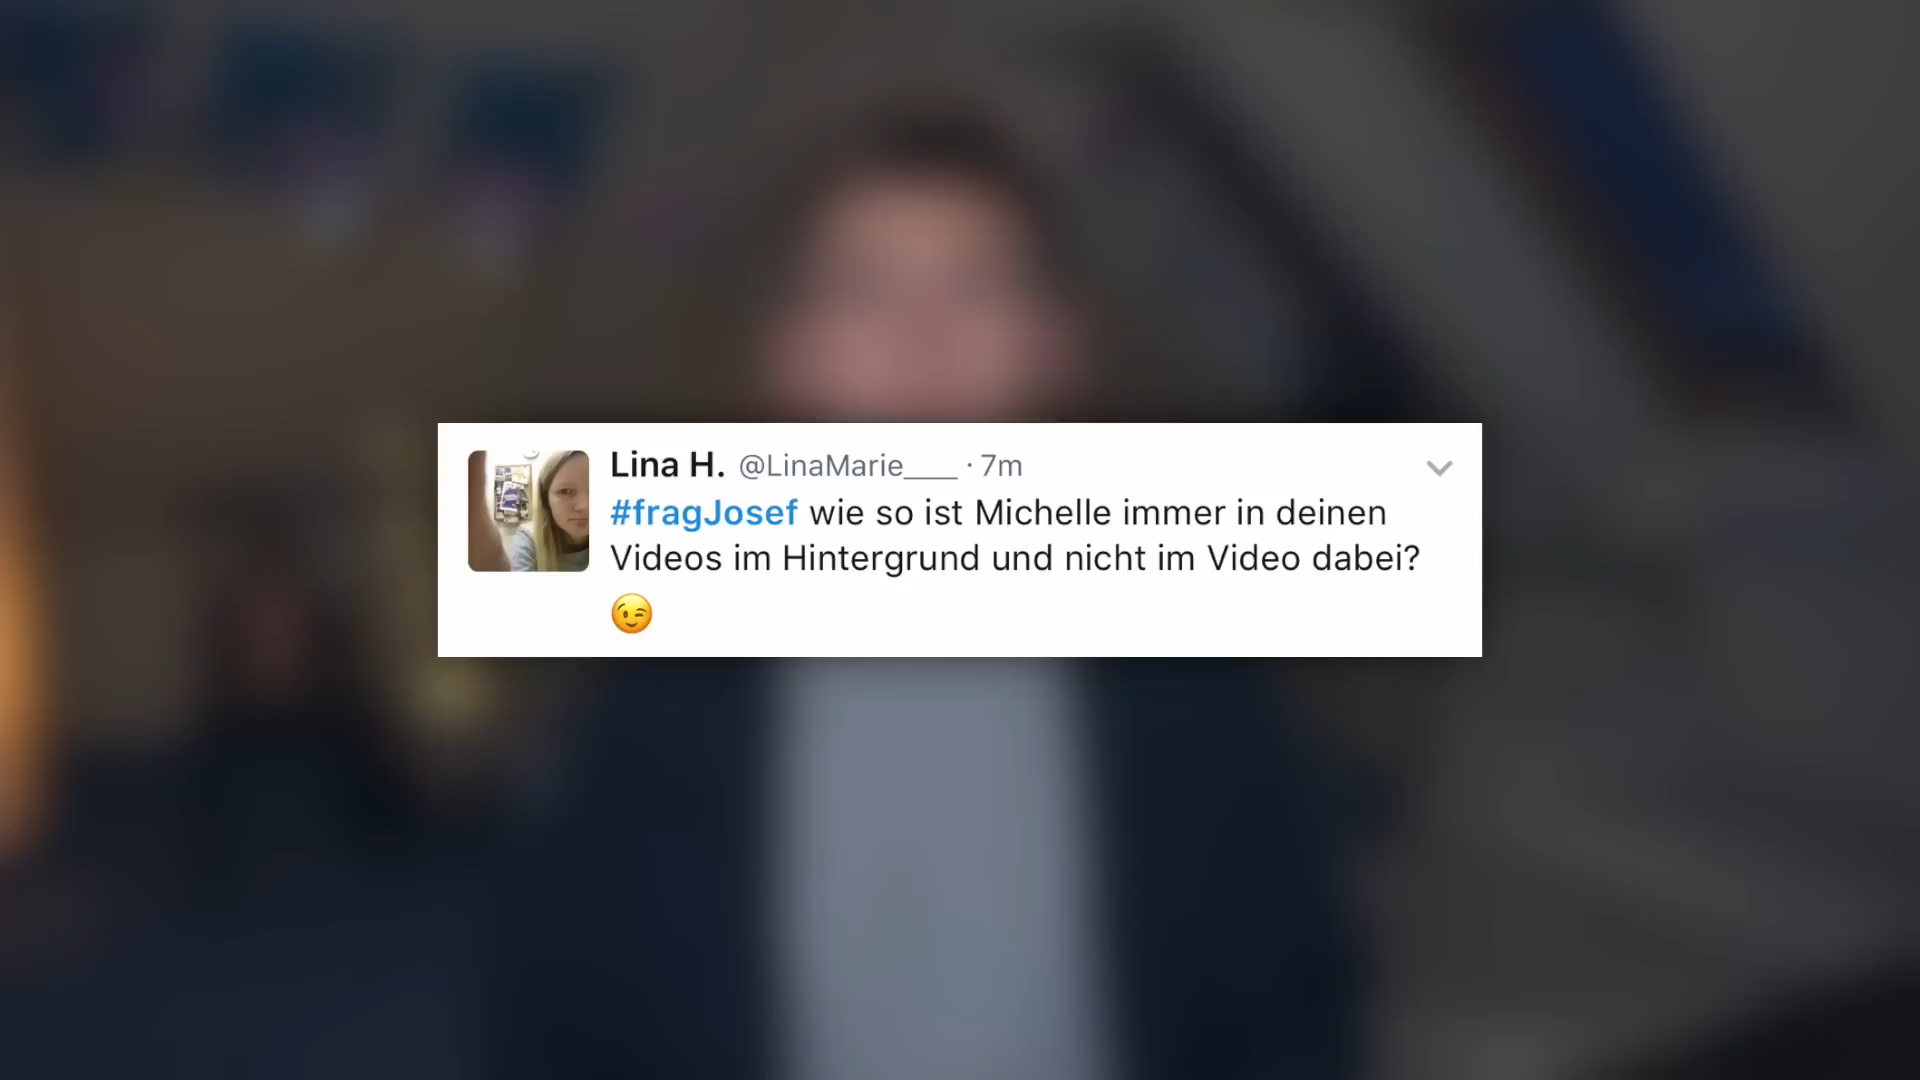 Lina H. @LinaMarie____ · 7m
#fragJosef wie so ist Michelle immer in deinen
Videos im Hintergrund und nicht im Video dabei?
😉